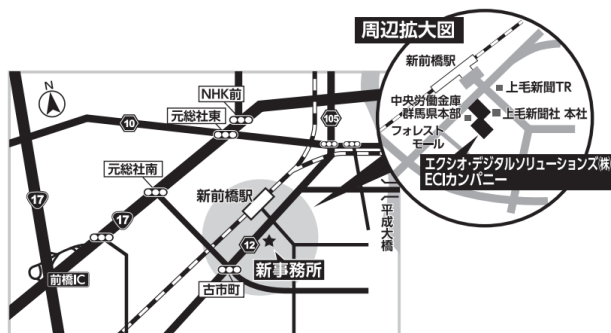 周辺拡大図
新前橋駅
上毛新聞TR
中央労働金庫
群馬県本部
上毛新聞社 本社
フォレスト
モール
エクシオ・デジタルソリューションズ㈱
ECIカンパニー
N
NHK前
元総社東
10
105
元総社南
新前橋駅
17
17
平成大橋
12
新事務所
前橋IC
古市町